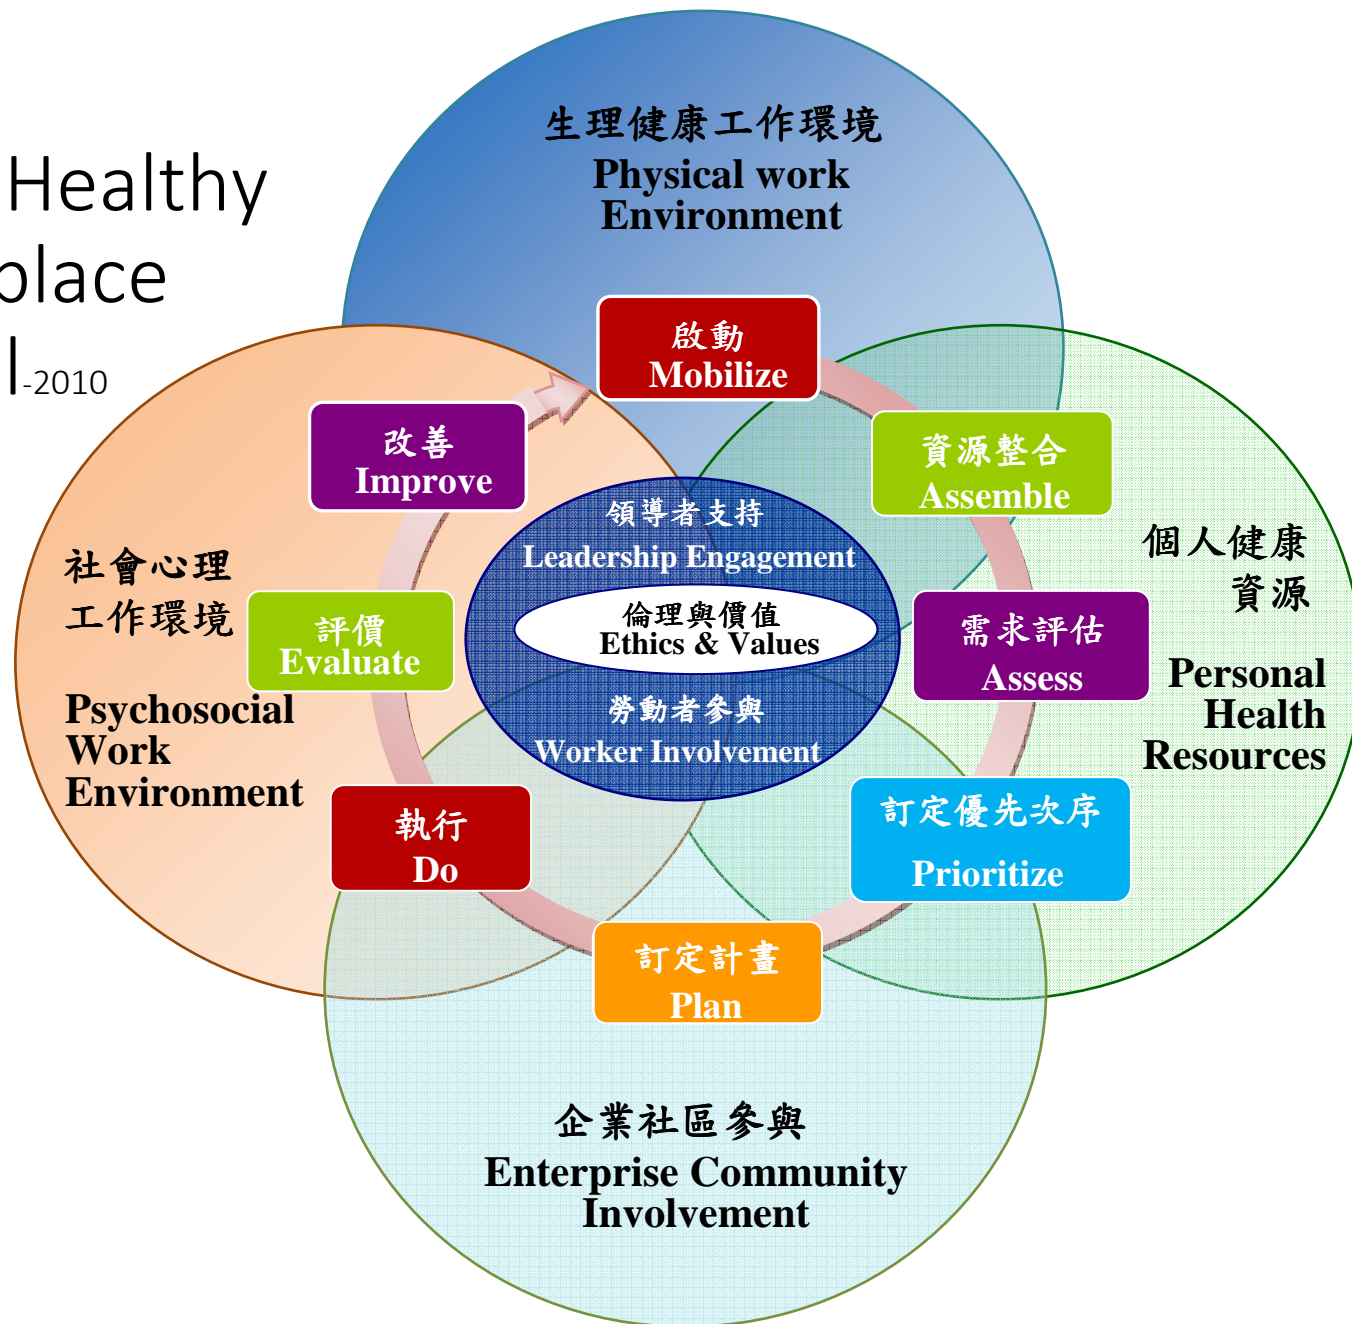 Healthy
place
l-2010
生理健康工作環境
Physical work
Environment
啟動
Mobilize
資源整合
Assemble
需求評估
Assess
訂定優先次序
Prioritize
訂定計畫
Plan
執行
Do
評價
Evaluate
改善
Improve
領導者支持
Leadership Engagement
倫理與價值
Ethics & Values
勞動者參與
Worker Involvement
社會心理
工作環境
Psychosocial
Work
Environment
個人健康
資源
Personal
Health
Resources
企業社區參與
Enterprise Community
Involvement